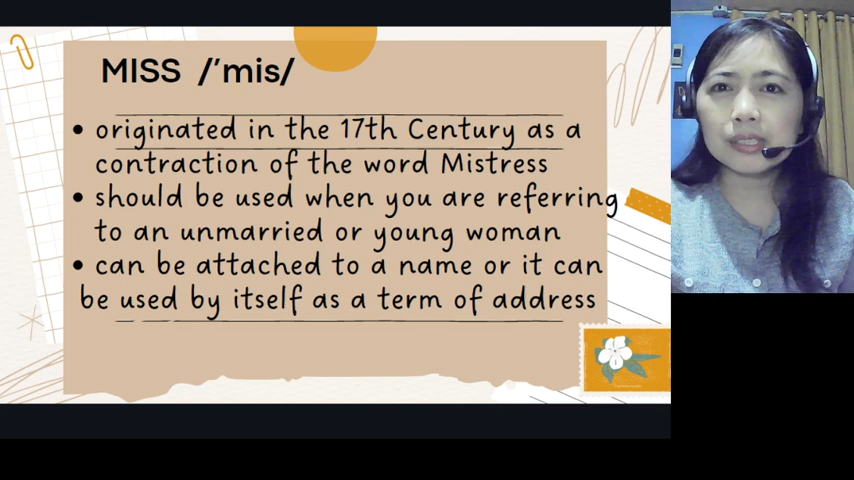 MISS /'mis/
• originated in the 17th Century as a
contraction of the word Mistress
• should be used when you are referring
to an unmarried or young woman
• can be attached to a name or it can
be used by itself as a term of address